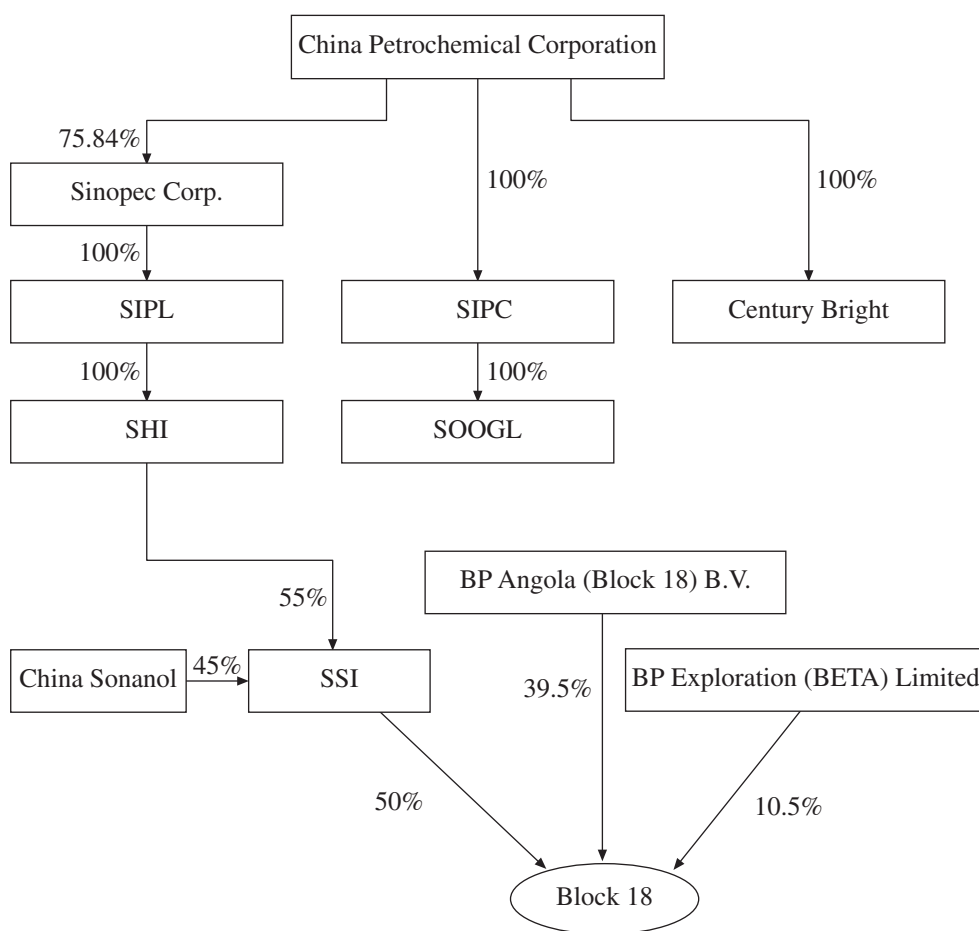 China Petrochemical Corporation
75.84%
Sinopec Corp.
100%
100%
100%
SIPL
SIPC
Century Bright
100%
100%
SHI
SOOGL
BP Angola (Block 18) B.V.
55%
China Sonanol
45%
SSI
39.5%
BP Exploration (BETA) Limited
50%
10.5%
Block 18